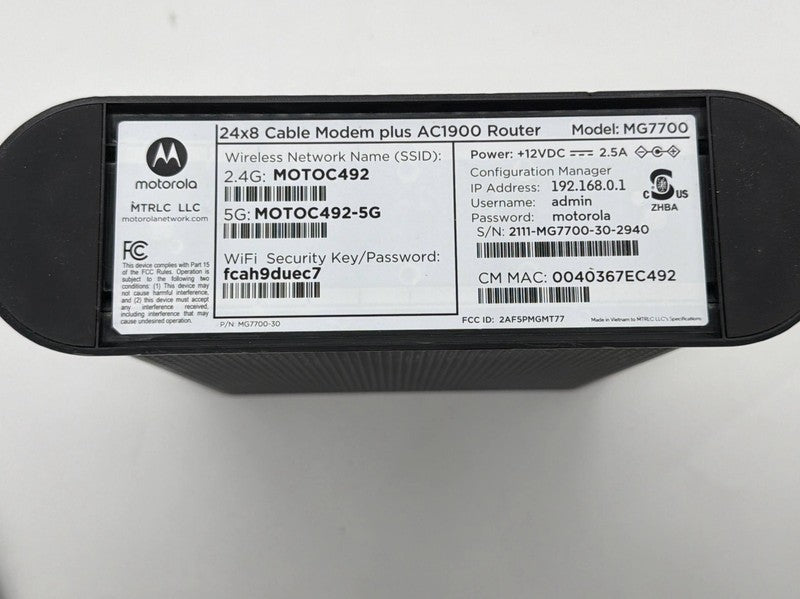 24x8 Cable Modem plus AC1900 Router Model: MG7700
motorola
MTRLC LLC
motorolanetwork.com
FC
This device complies with Part 15
of the FCC Rules. Operation is
subject to the following two
conditions: (1) This device may
not cause harmful interference,
and (2) this device must accept
any interference received,
including interference that may
cause undesired operation.
Wireless Network Name (SSID):
2.4G: MOTOC492
5G: MOTOC492-5G
WiFi Security Key/Password:
fcah9duec7
P/N: MG7700-30
Power: +12VDC 2.5A
Configuration Manager
IP Address: 192.168.0.1
Username: admin
Password: motorola
S/N: 2111-MG7700-30-2940
C US
ZHBA
CM MAC: 0040367EC492
FCC ID: 2AF5PMGMT77
Made in Vietnam to MTRLC LLC's Specifications